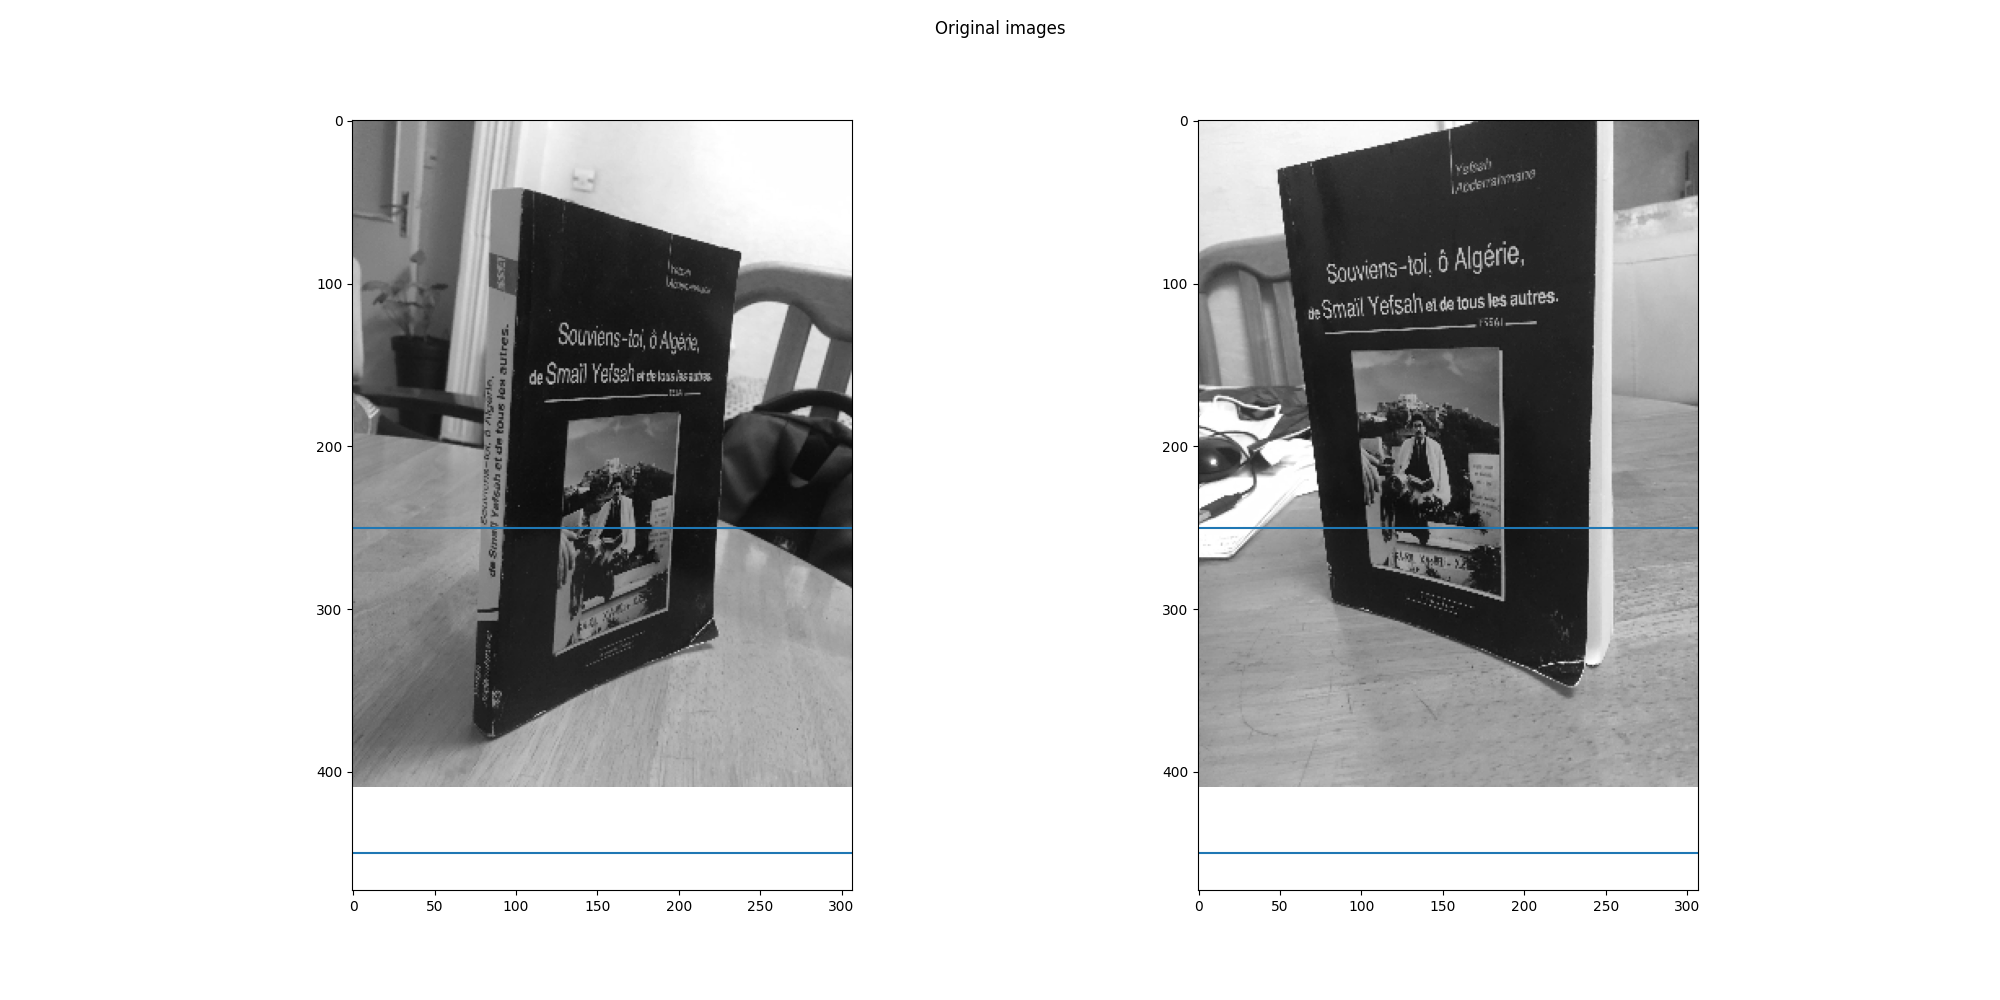 Original images
0
100
200
300
400
0
50
100
150
200
250
300
ESSAI
Souviens-toi, ô Algérie,
de Smaïl Yefsah et de tous les autres.
Souviens-toi, ô Algérie,
de Smaïl Yefsah et de tous les autres.
ESSAI
0
100
200
300
400
0
50
100
150
200
250
300
Yefsah
Abderrahmane
Souviens-toi, ô Algérie,
de Smaïl Yefsah et de tous les autres.
ESSAI